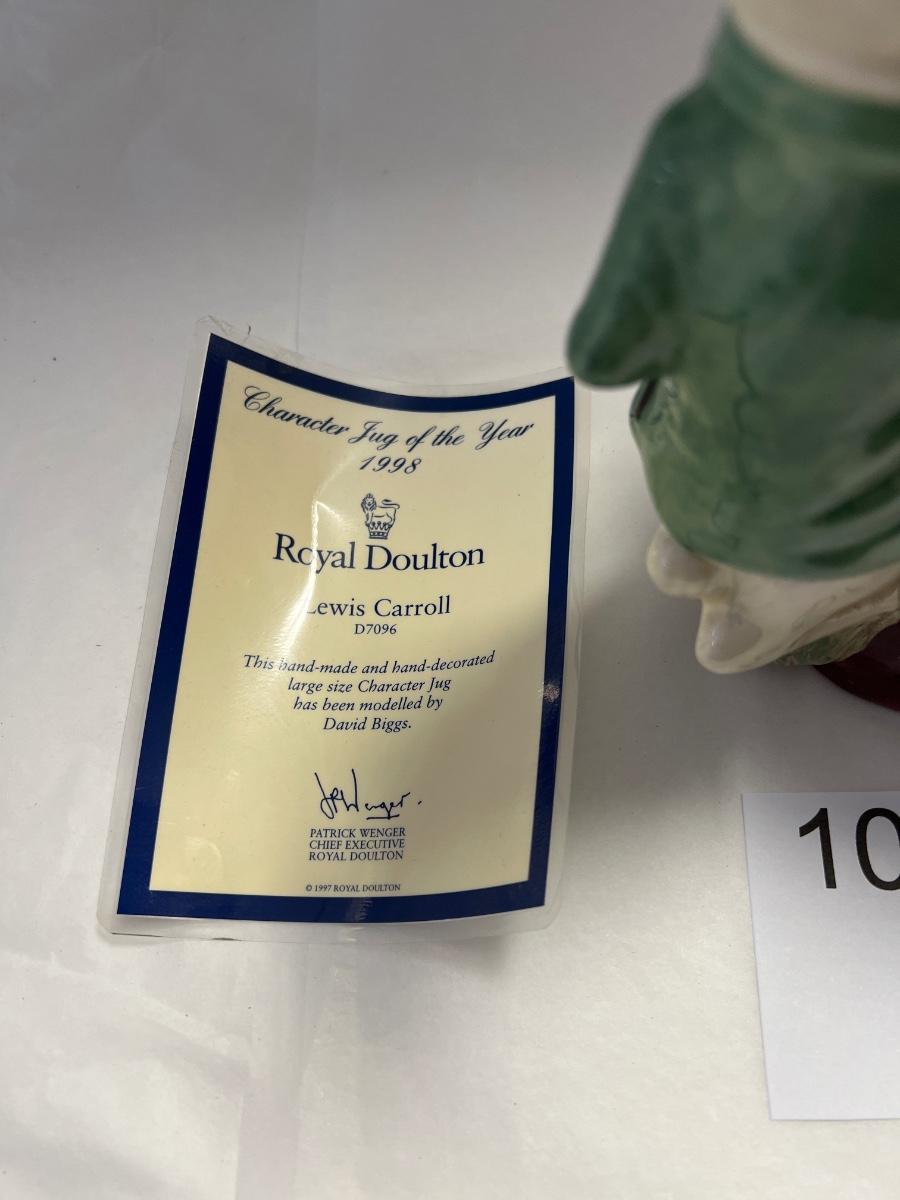 Character Jug of the Year
1998
Royal Doulton
Lewis Carroll
D7096
This hand-made and hand-decorated
large size Character Jug
has been modelled by
David Biggs.
PATRICK WENGER
CHIEF EXECUTIVE
ROYAL DOULTON
© 1997 ROYAL DOULTON
10